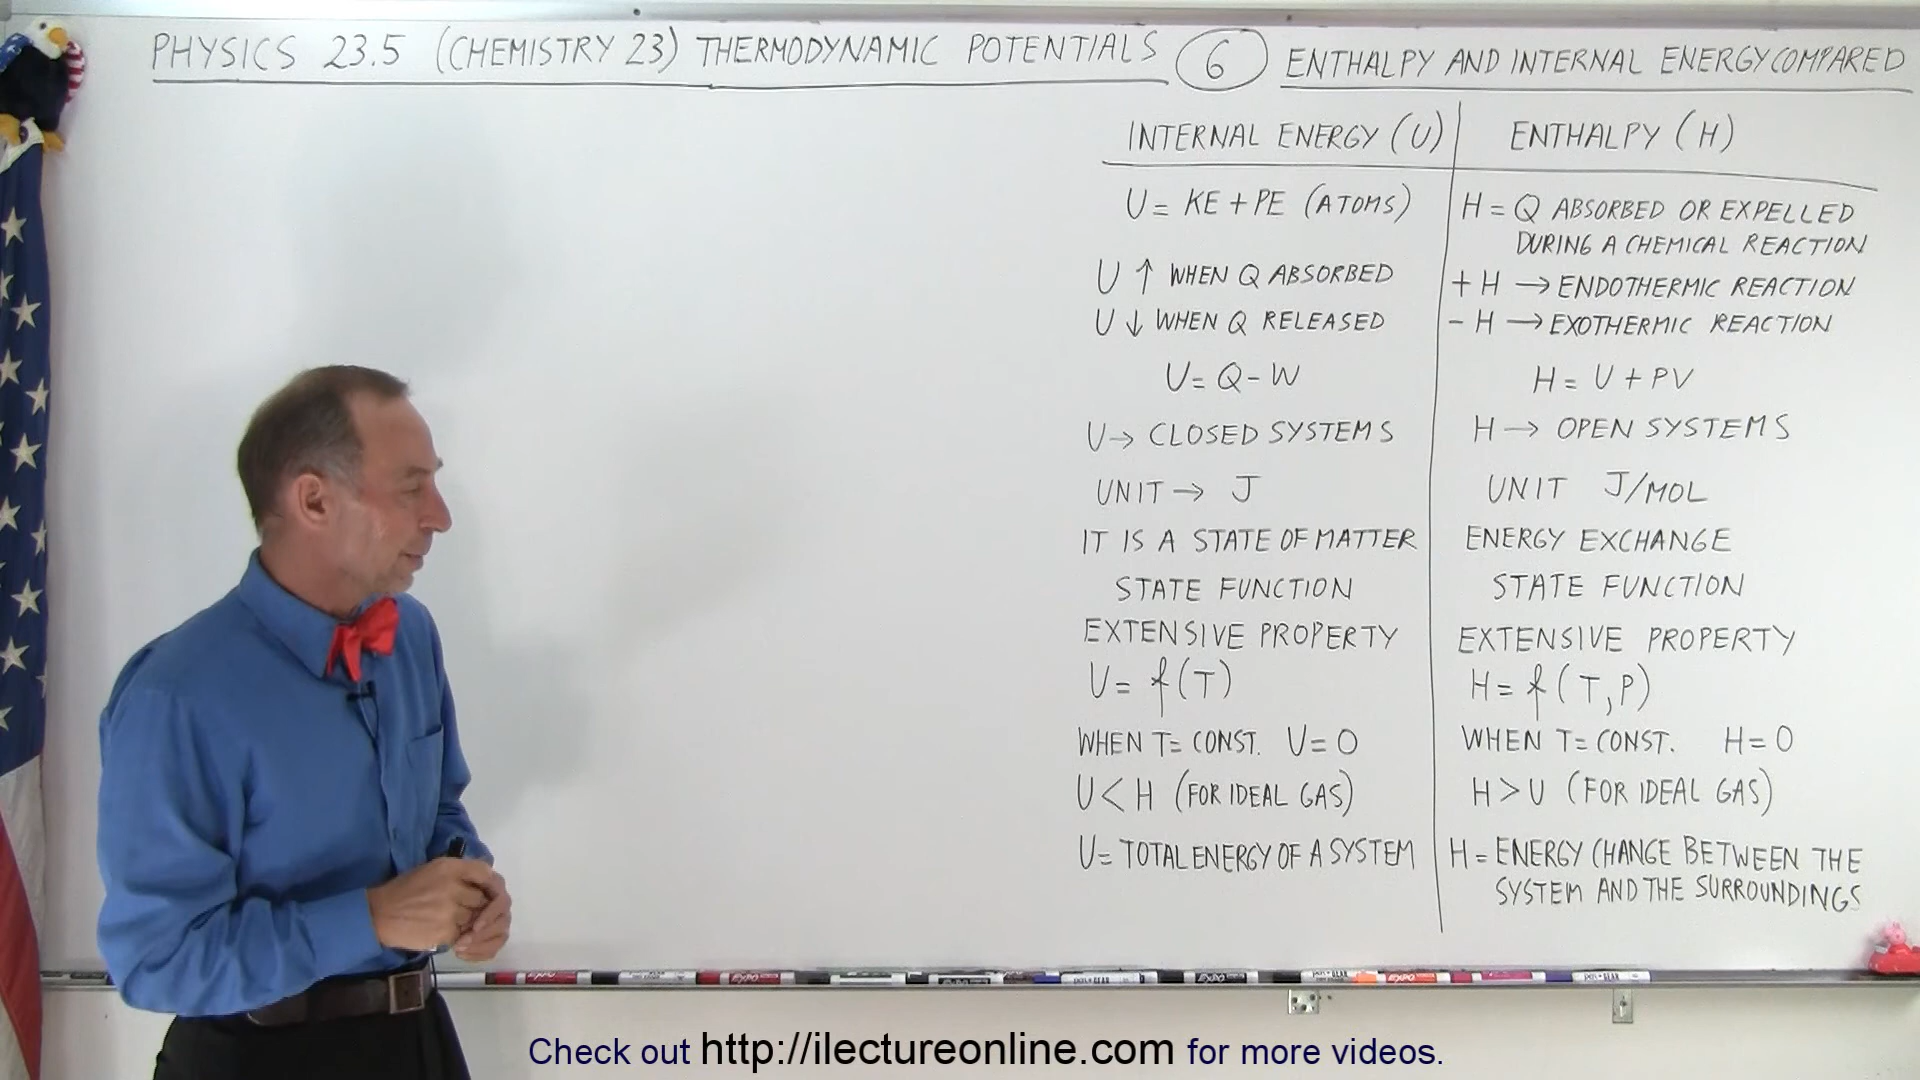 PHYSICS 23.5 (CHEMISTRY 23) THERMODYNAMIC POTENTIALS 6 ENTHALPY AND INTERNAL ENERGY COMPARED
INTERNAL ENERGY (U)
U = KE + PE (ATOMS)
U ↑ WHEN Q ABSORBED
U ↓ WHEN Q RELEASED
U = Q - W
U → CLOSED SYSTEMS
UNIT → J
IT IS A STATE OF MATTER
STATE FUNCTION
EXTENSIVE PROPERTY
U = f(T)
WHEN T = CONST. U = 0
U < H (FOR IDEAL GAS)
U = TOTAL ENERGY OF A SYSTEM
ENTHALPY (H)
H = Q ABSORBED OR EXPELLED
DURING A CHEMICAL REACTION
+ H → ENDOTHERMIC REACTION
- H → EXOTHERMIC REACTION
H = U + PV
H → OPEN SYSTEMS
UNIT J/MOL
ENERGY EXCHANGE
STATE FUNCTION
EXTENSIVE PROPERTY
H = f(T,P)
WHEN T = CONST. H = 0
H > U (FOR IDEAL GAS)
H = ENERGY CHANGE BETWEEN THE
SYSTEM AND THE SURROUNDINGS
Check out http://ilectureonline.com for more videos.